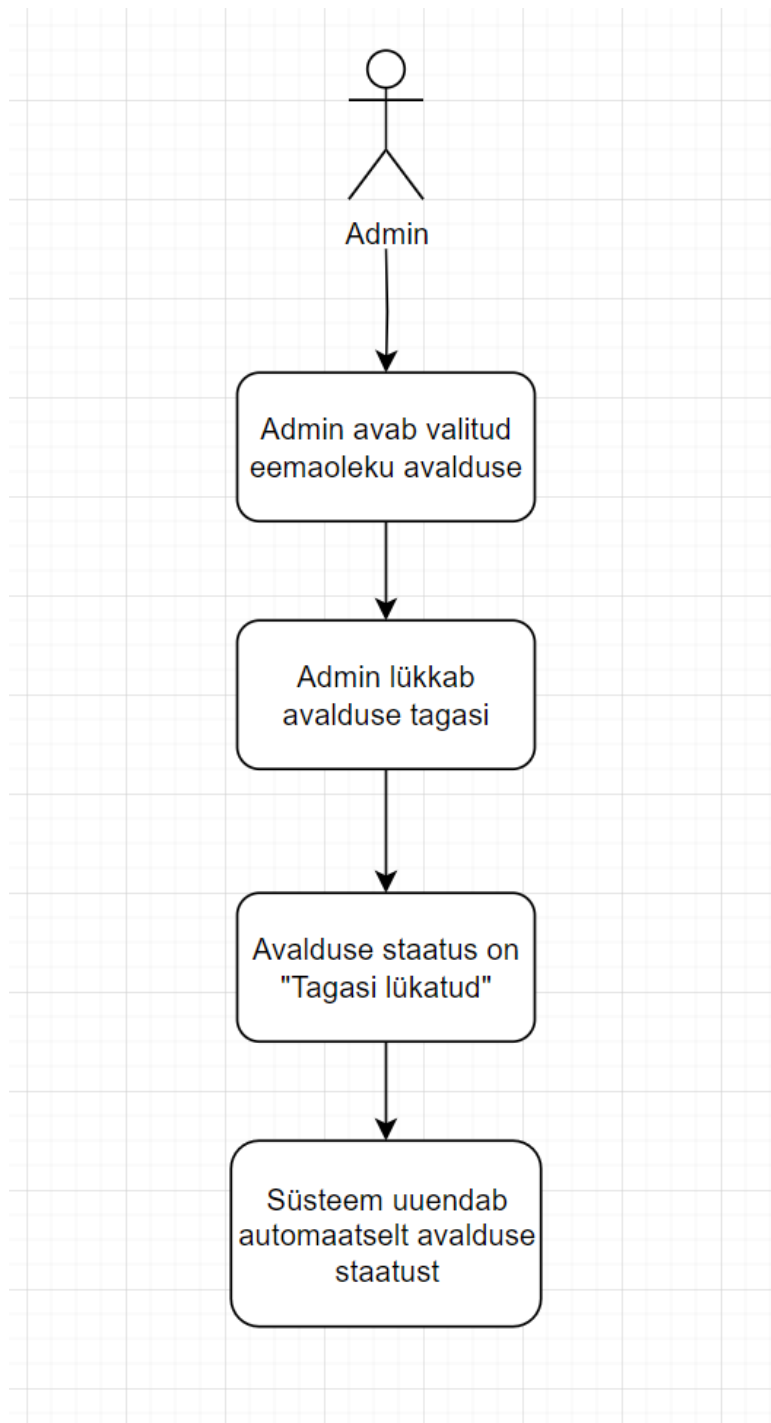 Admin
Admin avab valitud
eemaoleku avalduse
Admin lükkab
avalduse tagasi
Avalduse staatus on
"Tagasi lükatud"
Süsteem uuendab
automaatselt avalduse
staatust